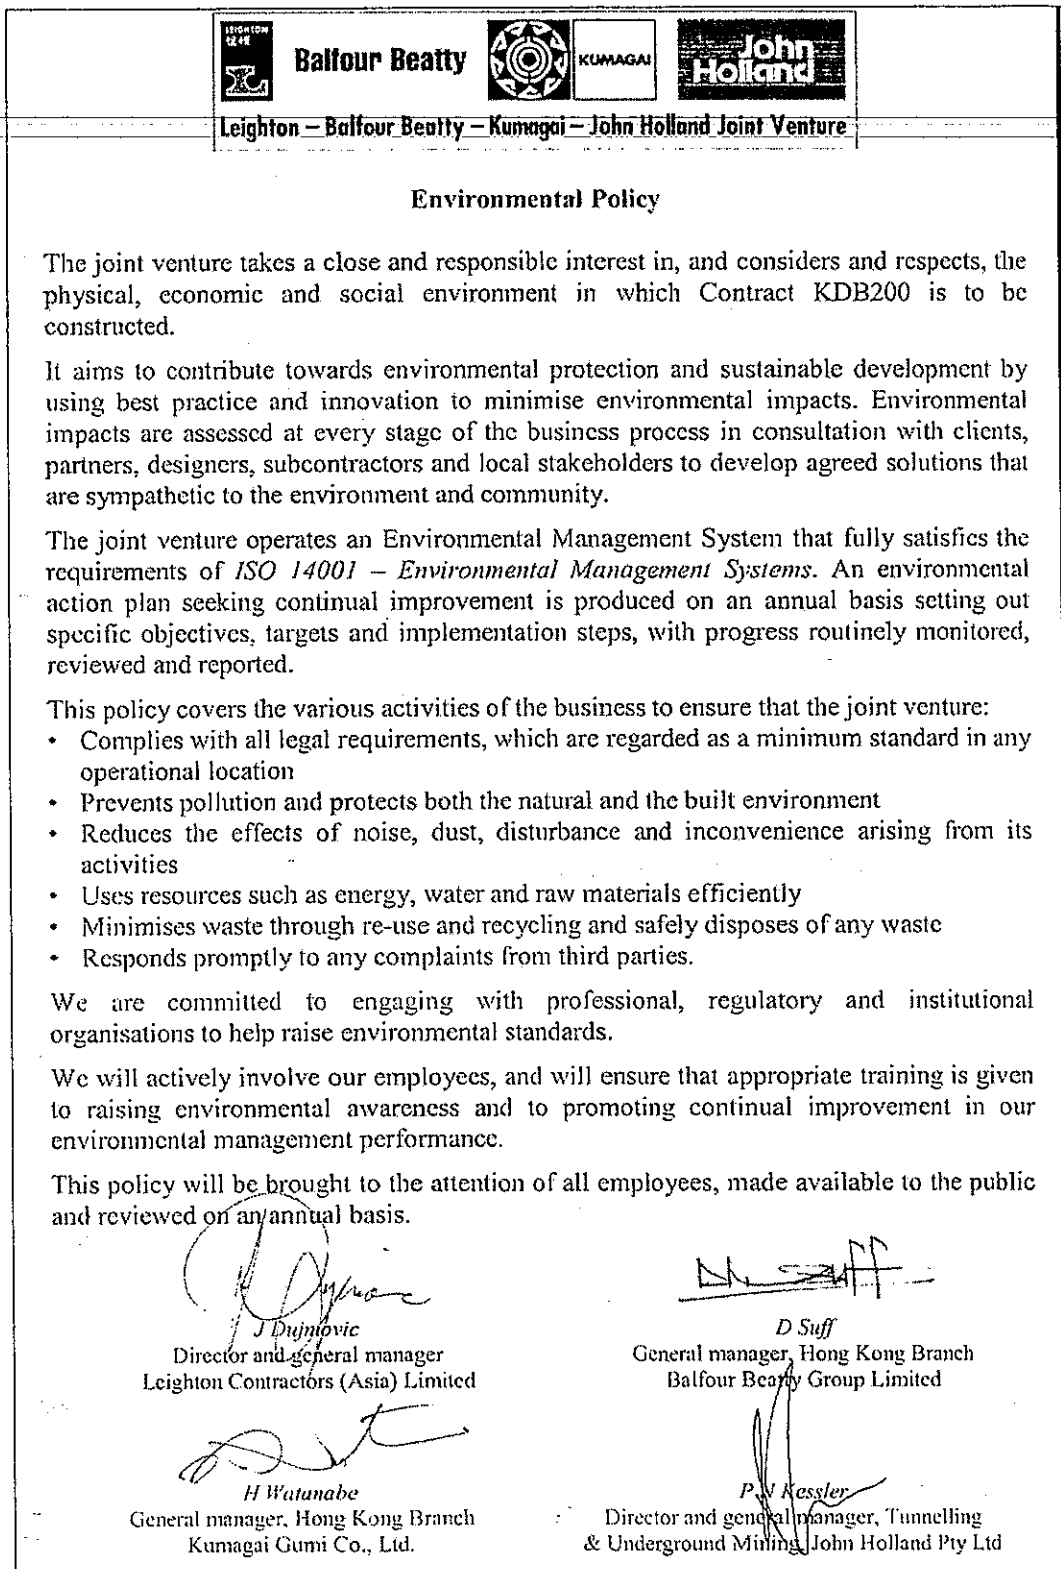 LEIGHTON
Balfour Beatty
KUMAGAI
John
Holland
Leighton – Balfour Beatty – Kumagai – John Holland Joint Venture
Environmental Policy
The joint venture takes a close and responsible interest in, and considers and respects, the
physical, economic and social environment in which Contract KDB200 is to be
constructed.
It aims to contribute towards environmental protection and sustainable development by
using best practice and innovation to minimise environmental impacts. Environmental
impacts are assessed at every stage of the business process in consultation with clients,
partners, designers, subcontractors and local stakeholders to develop agreed solutions that
are sympathetic to the environment and community.
The joint venture operates an Environmental Management System that fully satisfies the
requirements of ISO 14001 – Environmental Management Systems. An environmental
action plan seeking continual improvement is produced on an annual basis setting out
specific objectives, targets and implementation steps, with progress routinely monitored,
reviewed and reported.
This policy covers the various activities of the business to ensure that the joint venture:
• Complies with all legal requirements, which are regarded as a minimum standard in any
operational location
• Prevents pollution and protects both the natural and the built environment
• Reduces the effects of noise, dust, disturbance and inconvenience arising from its
activities
• Uses resources such as energy, water and raw materials efficiently
• Minimises waste through re-use and recycling and safely disposes of any waste
• Responds promptly to any complaints from third parties.
We are committed to engaging with professional, regulatory and institutional
organisations to help raise environmental standards.
We will actively involve our employees, and will ensure that appropriate training is given
to raising environmental awareness and to promoting continual improvement in our
environmental management performance.
This policy will be brought to the attention of all employees, made available to the public
and reviewed on an annual basis.
J Dujmovic
Director and general manager
Leighton Contractors (Asia) Limited
D Suff
General manager, Hong Kong Branch
Balfour Beatty Group Limited
H Watanabe
General manager, Hong Kong Branch
Kumagai Gumi Co., Ltd.
Kessler
Director and general manager, Tunnelling
& Underground Mining, John Holland Pty Ltd